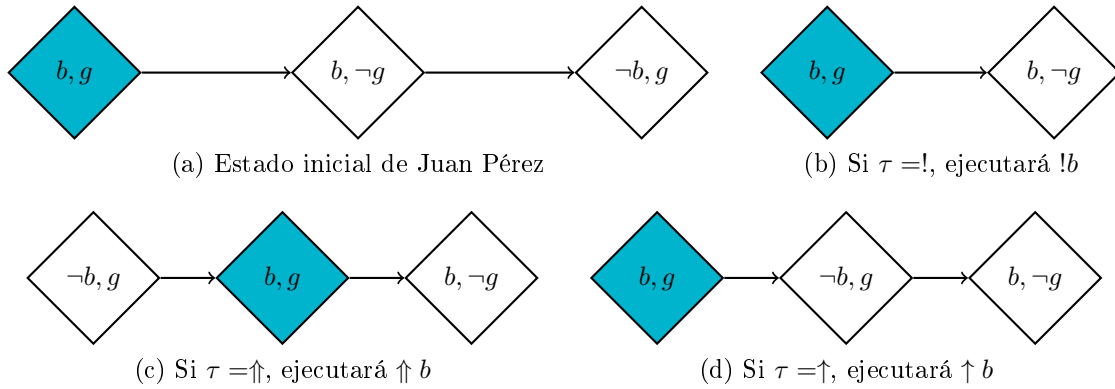 b, g
b, ¬g
¬b, g
b, g
b, ¬g
(a) Estado inicial de Juan Pérez
(b) Si τ =!, ejecutará !b
¬b, g
b, g
b, ¬g
b, g
¬b, g
b, ¬g
(c) Si τ =⇑, ejecutará ⇑ b
(d) Si τ =↑, ejecutará ↑ b